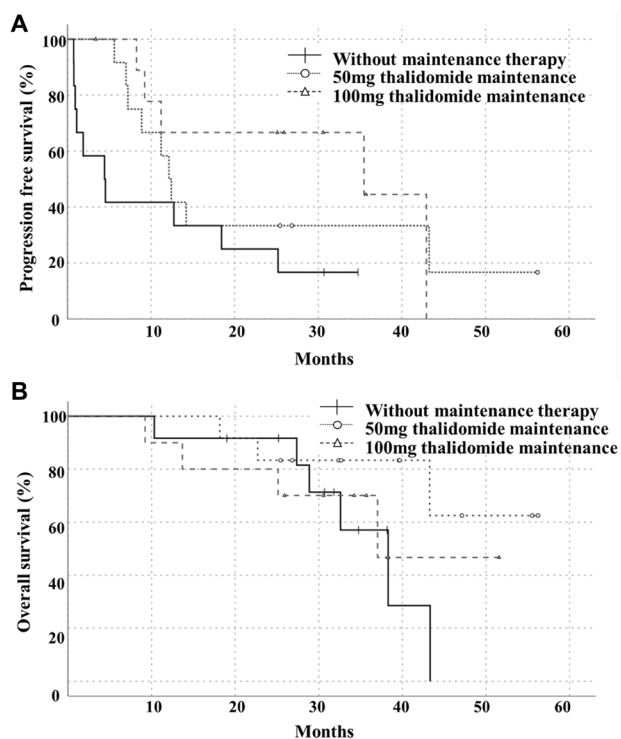 A
Progression free survival (%)
100
80
60
40
20
0
Without maintenance therapy
50mg thalidomide maintenance
100mg thalidomide maintenance
10 20 30 40 50 60
Months
B
Overall survival (%)
100
80
60
40
20
0
Without maintenance therapy
50mg thalidomide maintenance
100mg thalidomide maintenance
10 20 30 40 50 60
Months